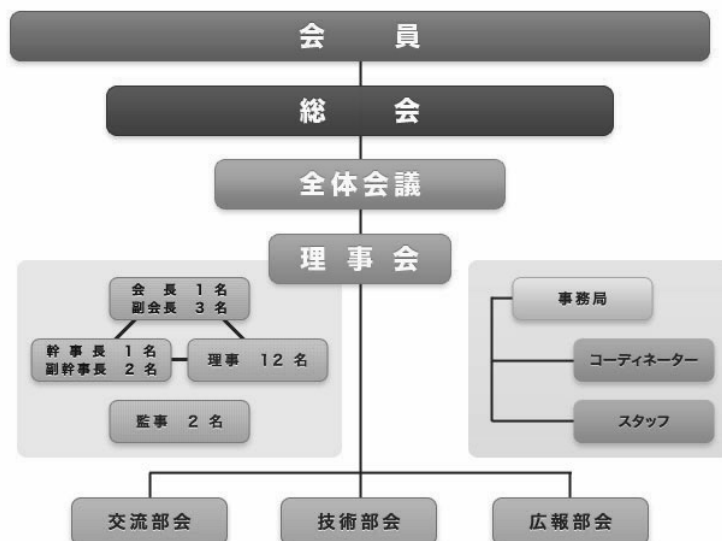 会員
総会
全体会議
理事会
会長 1名
副会長 3名
幹事長 1名
副幹事長 2名
理事 12名
監事 2名
事務局
コーディネーター
スタッフ
交流部会
技術部会
広報部会